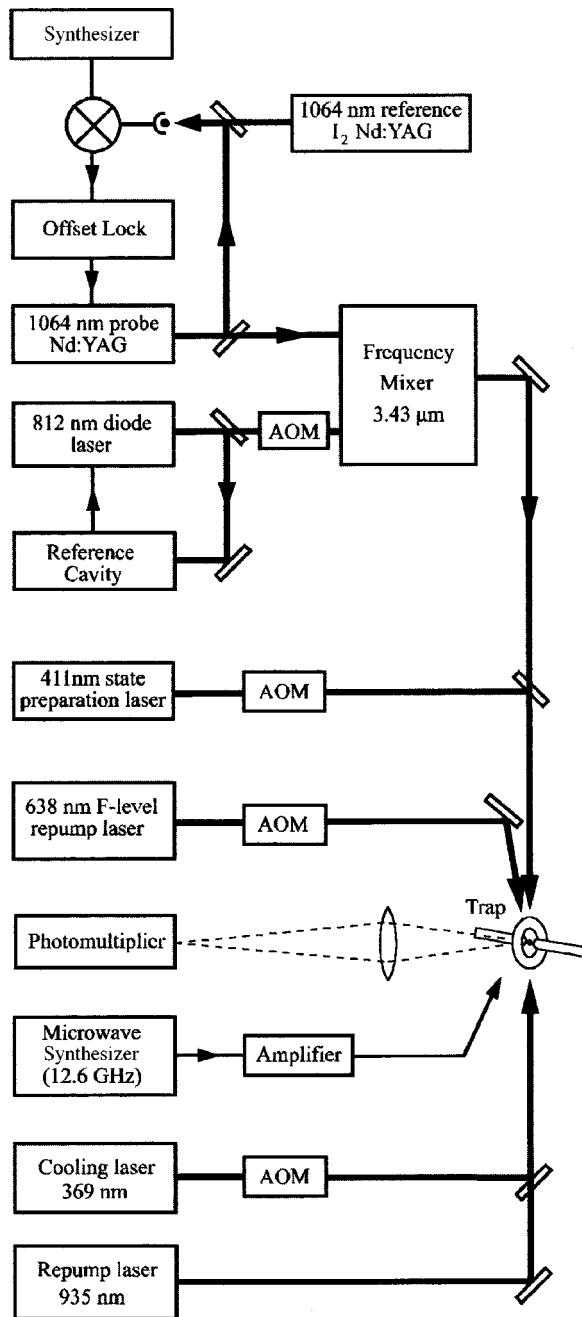 Synthesizer
1064 nm reference
I₂ Nd:YAG
Offset Lock
1064 nm probe
Nd:YAG
Frequency
Mixer
3.43 μm
812 nm diode
laser
AOM
Reference
Cavity
411nm state
preparation laser
AOM
638 nm F-level
repump laser
AOM
Trap
Photomultiplier
Microwave
Synthesizer
(12.6 GHz)
Amplifier
Cooling laser
369 nm
AOM
Repump laser
935 nm